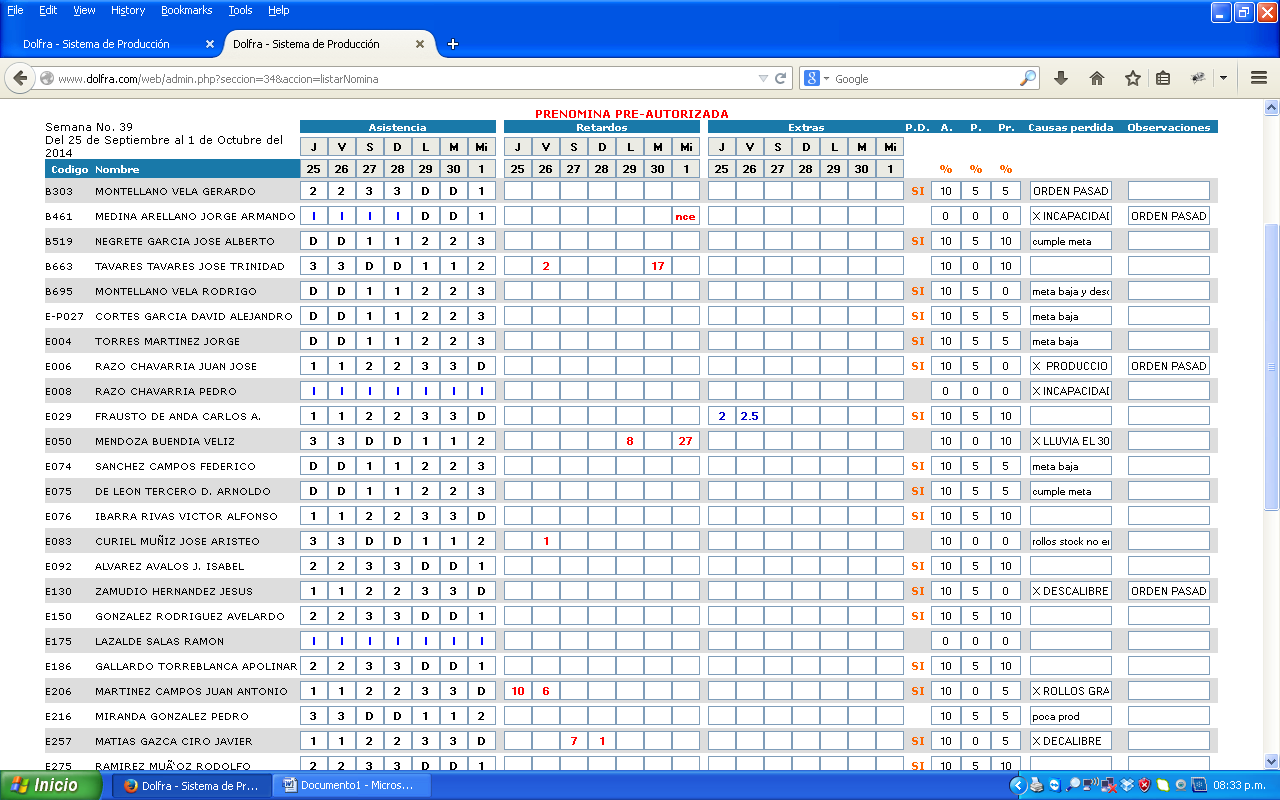 File Edit View History Bookmarks Tools Help
Dolfra - Sistema de Producción × Dolfra - Sistema de Producción × +
www.dolfra.com/web/admin.php?seccion=34&accion=listarNomina 8 Google
PRENOMINA PRE-AUTORIZADA
Semana No. 39 Asistencia Retardos Extras P.D. A. P. Pr. Causas perdida Observaciones
Del 25 de Septiembre al 1 de Octubre del
2014 J V S D L M Mi J V S D L M Mi J V S D L M Mi
Codigo Nombre 25 26 27 28 29 30 1 25 26 27 28 29 30 1 25 26 27 28 29 30 1 % % %
B303 MONTELLANO VELA GERARDO 2 2 3 3 D D 1 SI 10 5 5 ORDEN PASAD
B461 MEDINA ARELLANO JORGE ARMANDO I I I I D D 1 nce 0 0 0 X INCAPACIDAD ORDEN PASAD
B519 NEGRETE GARCIA JOSE ALBERTO D D 1 1 2 2 3 SI 10 5 10 cumple meta
B663 TAVARES TAVARES JOSE TRINIDAD 3 3 D D 1 1 2 2 17 10 0 10
B695 MONTELLANO VELA RODRIGO D D 1 1 2 2 3 SI 10 5 0 meta baja y desc
E-P027 CORTES GARCIA DAVID ALEJANDRO D D 1 1 2 2 3 SI 10 5 5 meta baja
E004 TORRES MARTINEZ JORGE D D 1 1 2 2 3 SI 10 5 5 meta baja
E006 RAZO CHAVARRIA JUAN JOSE 1 1 2 2 3 3 D SI 10 5 0 X PRODUCCIO ORDEN PASAD
E008 RAZO CHAVARRIA PEDRO I I I I I I I 0 0 0 X INCAPACIDAD
E029 FRAUSTO DE ANDA CARLOS A. 1 1 2 2 3 3 D 2 2.5 SI 10 5 10
E050 MENDOZA BUENDIA VELIZ 3 3 D D 1 1 2 8 27 10 0 10 X LLUVIA EL 30
E074 SANCHEZ CAMPOS FEDERICO D D 1 1 2 2 3 SI 10 5 5 meta baja
E075 DE LEON TERCERO D. ARNOLDO D D 1 1 2 2 3 SI 10 5 5 cumple meta
E076 IBARRA RIVAS VICTOR ALFONSO 1 1 2 2 3 3 D SI 10 5 10
E083 CURIEL MUÑIZ JOSE ARISTEO 3 3 D D 1 1 2 1 10 0 0 rollos stock no
E092 ALVAREZ AVALOS J. ISABEL 2 2 3 3 D D 1 SI 10 5 10
E130 ZAMUDIO HERNANDEZ JESUS 1 1 2 2 3 3 D SI 10 5 0 X DESCALIBRE ORDEN PASAD
E150 GONZALEZ RODRIGUEZ AVELARDO 2 2 3 3 D D 1 SI 10 5 10
E175 LAZALDE SALAS RAMON I I I I I I I 0 0 0
E186 GALLARDO TORREBLANCA APOLINAR 2 2 3 3 D D 1 SI 10 5 10
E206 MARTINEZ CAMPOS JUAN ANTONIO 1 1 2 2 3 3 D 10 6 SI 10 0 5 X ROLLOS GRA
E216 MIRANDA GONZALEZ PEDRO 3 3 D D 1 1 2 10 5 5 poca prod
E257 MATIAS GAZCA CIRO JAVIER 1 1 2 2 3 3 D 7 1 SI 10 0 5 X DECALIBRE
E275 RAMIREZ MUÃ'OZ RODOLFO 2 2 3 3 D D 1 SI 10 5 10
Inicio Dolfra - Sistema de Pr... Documento1 - Micros... 08:33 p.m.